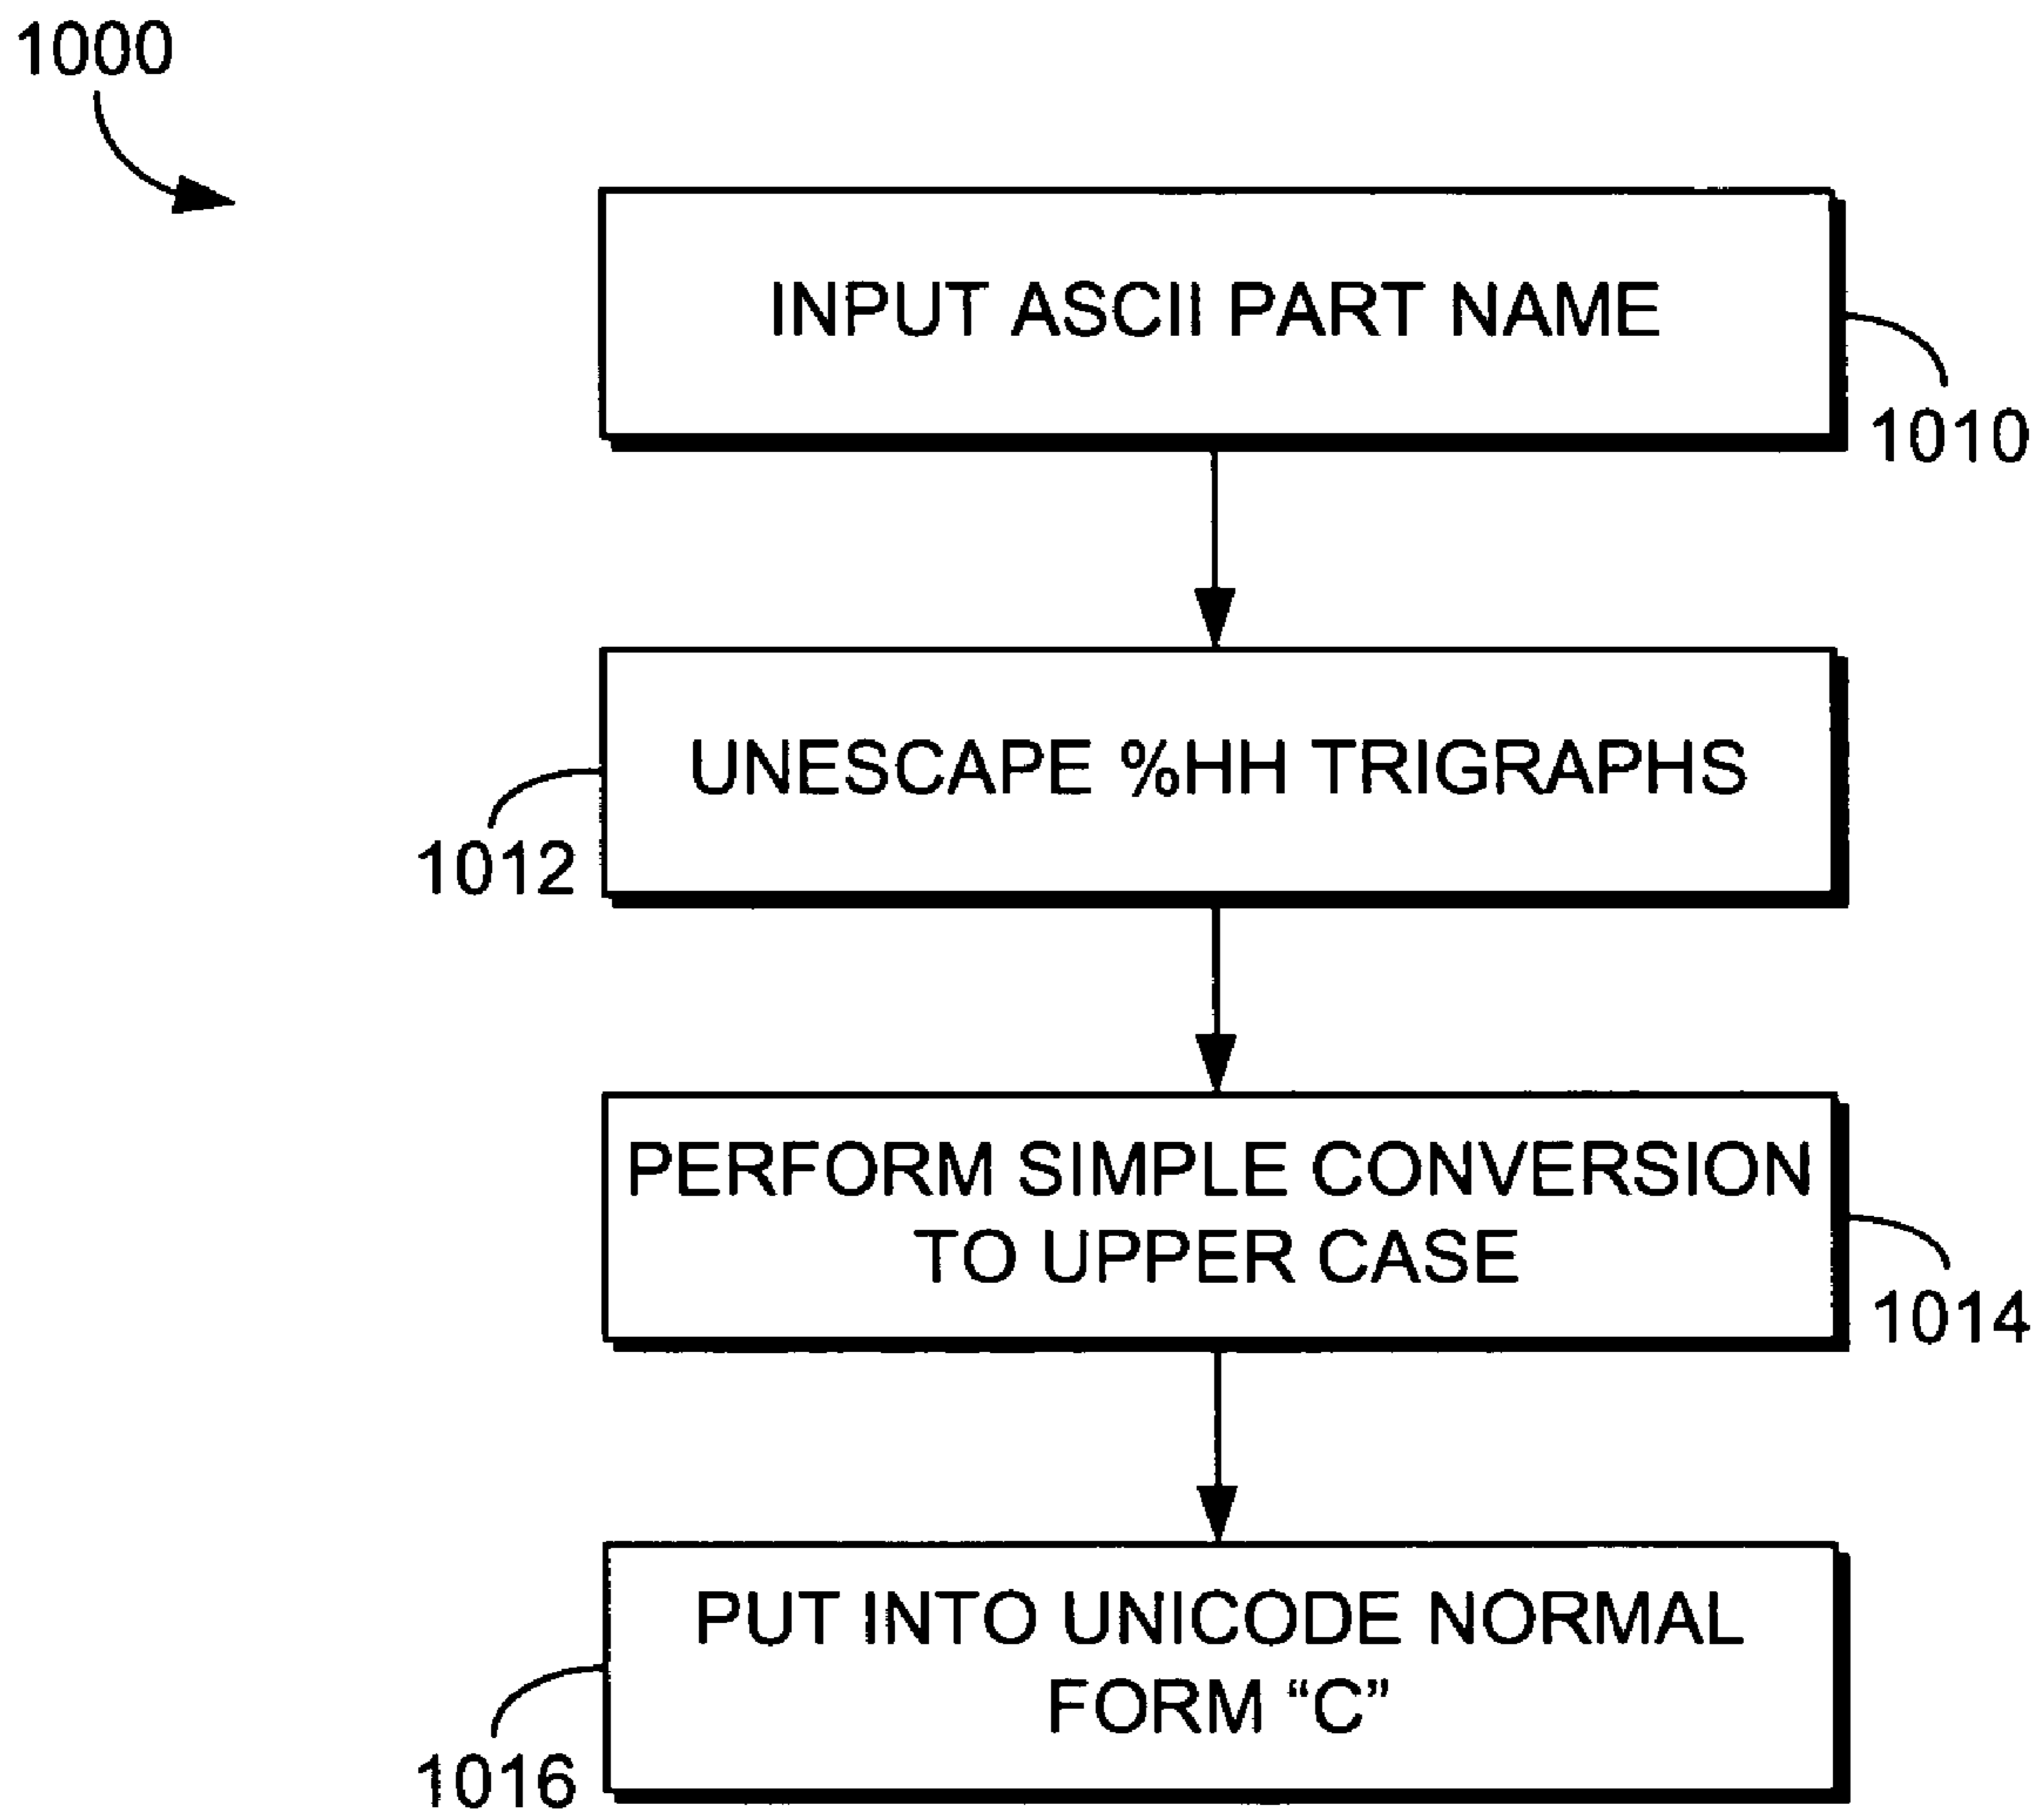 1000
INPUT ASCII PART NAME
1010
UNESCAPE %HH TRIGRAPHS
1012
PERFORM SIMPLE CONVERSION
TO UPPER CASE
1014
PUT INTO UNICODE NORMAL
FORM “C”
1016